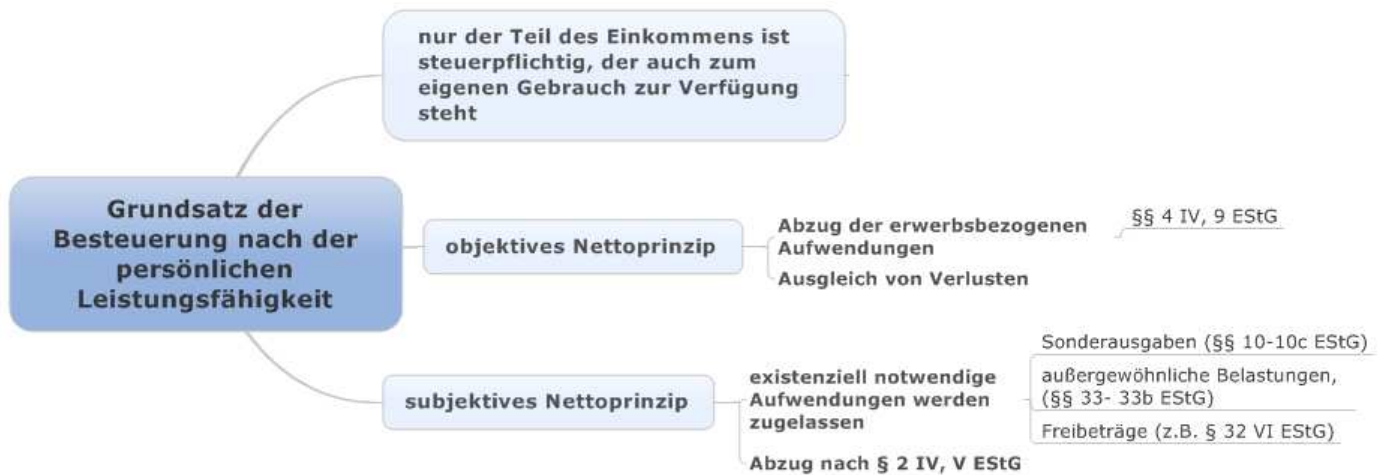 nur der Teil des Einkommens ist
steuerpflichtig, der auch zum
eigenen Gebrauch zur Verfügung
steht
Grundsatz der
Besteuerung nach der
persönlichen
Leistungsfähigkeit
objektives Nettoprinzip
Abzug der erwerbsbezogenen
Aufwendungen
§§ 4 IV, 9 EStG
Ausgleich von Verlusten
subjektives Nettoprinzip
existenziell notwendige
Aufwendungen werden
zugelassen
Sonderausgaben (§§ 10-10c EStG)
außergewöhnliche Belastungen,
(§§ 33- 33b EStG)
Freibeträge (z.B. § 32 VI EStG)
Abzug nach § 2 IV, V EStG